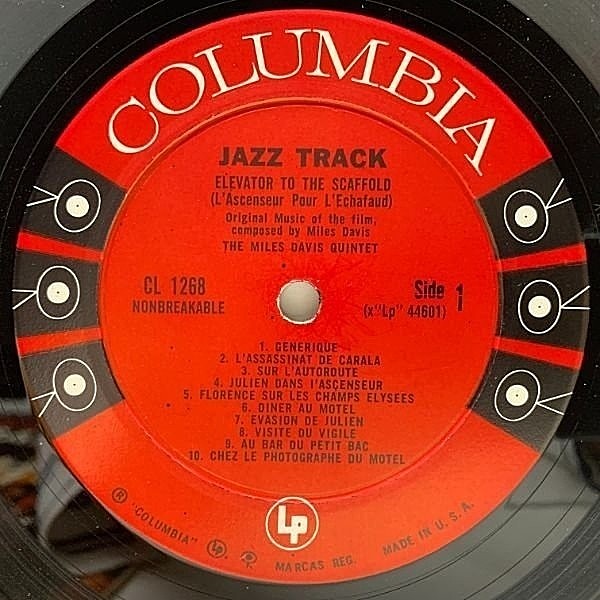 COLUMBIA
JAZZ TRACK
ELEVATOR TO THE SCAFFOLD
(L'Ascenseur Pour L'Echafaud)
Original Music of the film,
composed by Miles Davis
THE MILES DAVIS QUINTET
CL 1268
NONBREAKABLE
Side 1
(x"Lp" 44601)
1. GENERIQUE
2. L'ASSASSINAT DE CARALA
3. SUR L'AUTOROUTE
4. JULIEN DANS l'ASCENSEUR
5. FLORENCE SUR LES CHAMPS ELYSEES
6. DINER AU MOTEL
7. EVASION DE JULIEN
8. VISITE DU VIGILE
9. AU BAR DU PETIT BAC
10. CHEZ LE PHOTOGRAPHE DU MOTEL
Lp
® "COLUMBIA" MARCAS REG. MADE IN U. S. A.